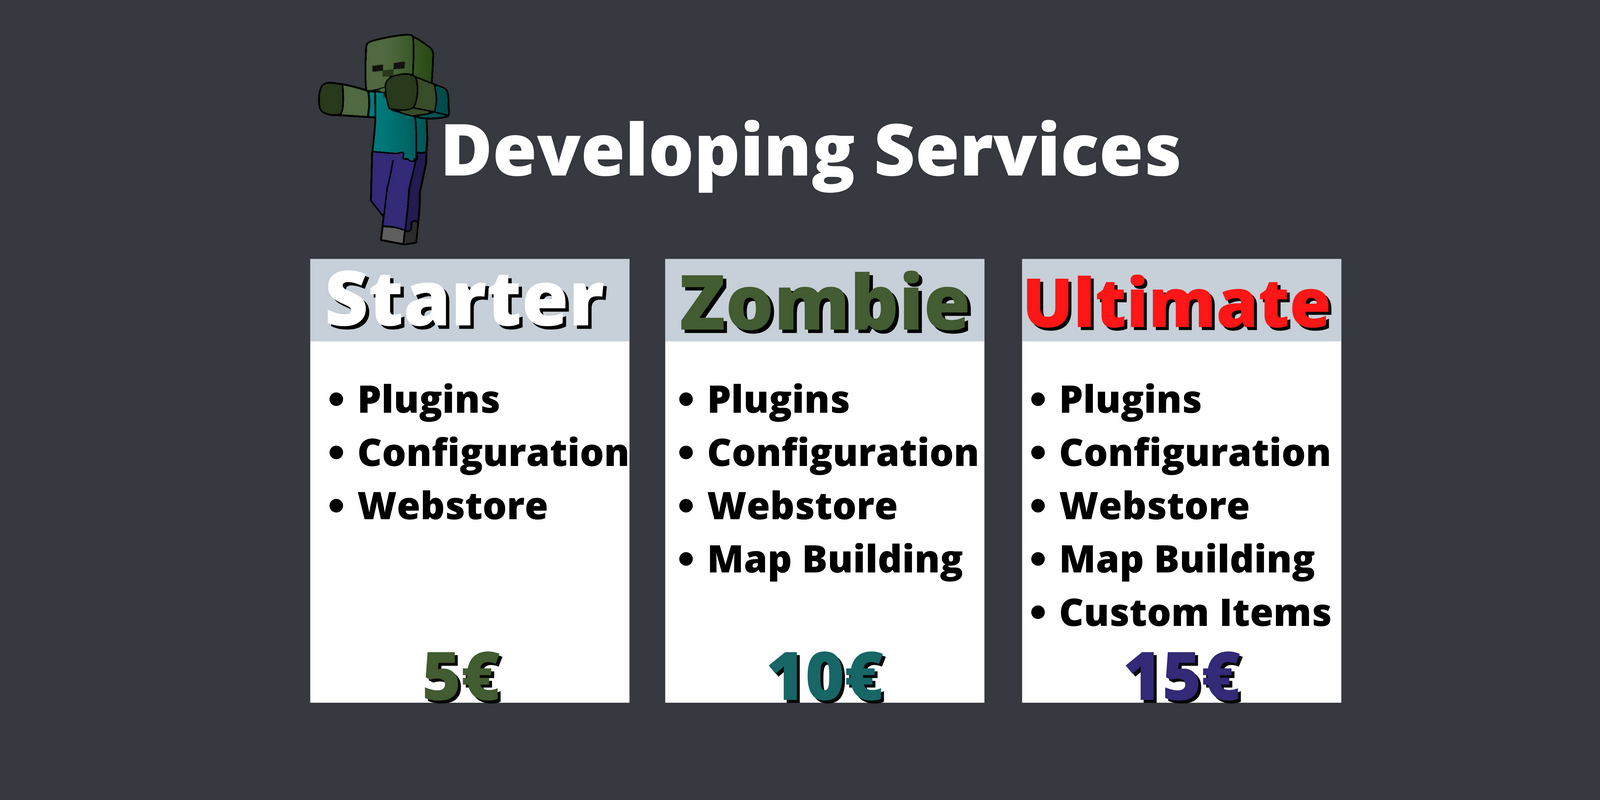 Developing Services
Starter
• Plugins
• Configuration
• Webstore
5€
Zombie
• Plugins
• Configuration
• Webstore
• Map Building
10€
Ultimate
• Plugins
• Configuration
• Webstore
• Map Building
• Custom Items
15€